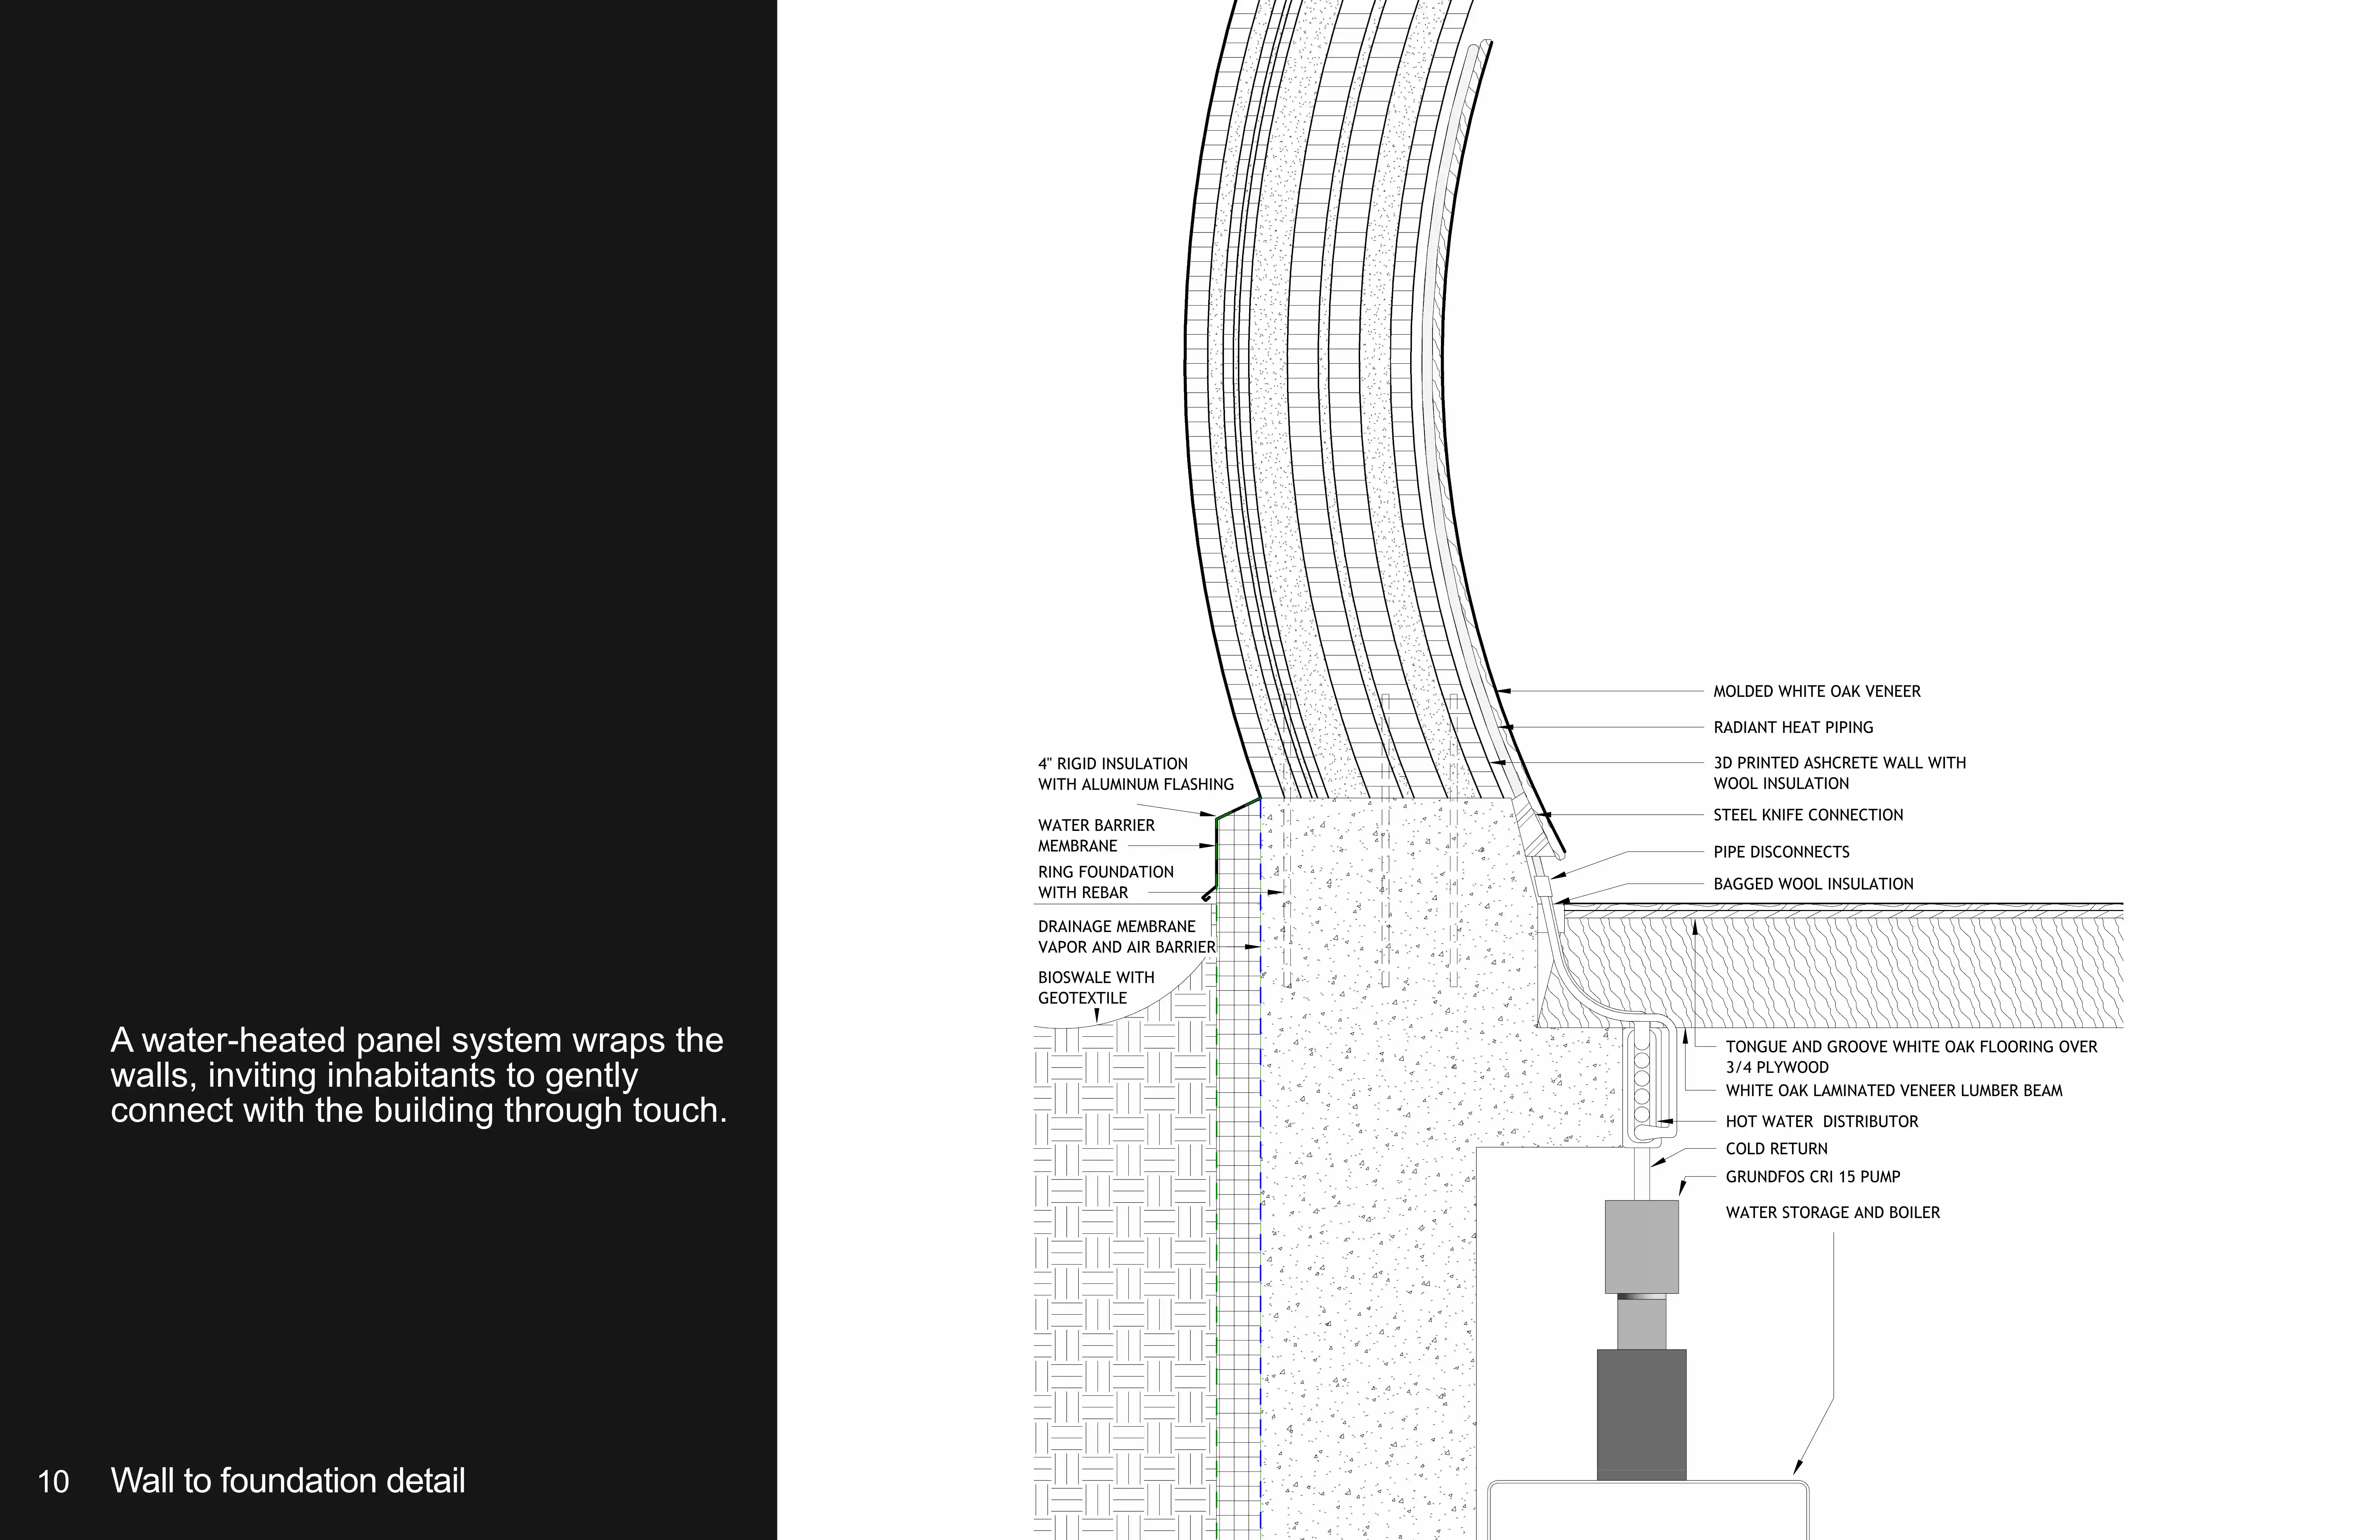 A water-heated panel system wraps the
walls, inviting inhabitants to gently
connect with the building through touch.
10 Wall to foundation detail
4" RIGID INSULATION
WITH ALUMINUM FLASHING
WATER BARRIER
MEMBRANE
RING FOUNDATION
WITH REBAR
DRAINAGE MEMBRANE
VAPOR AND AIR BARRIER
BIOSWALE WITH
GEOTEXTILE
MOLDED WHITE OAK VENEER
RADIANT HEAT PIPING
3D PRINTED ASHCRETE WALL WITH
WOOL INSULATION
STEEL KNIFE CONNECTION
PIPE DISCONNECTS
BAGGED WOOL INSULATION
TONGUE AND GROOVE WHITE OAK FLOORING OVER
3/4 PLYWOOD
WHITE OAK LAMINATED VENEER LUMBER BEAM
HOT WATER DISTRIBUTOR
COLD RETURN
GRUNDFOS CRI 15 PUMP
WATER STORAGE AND BOILER